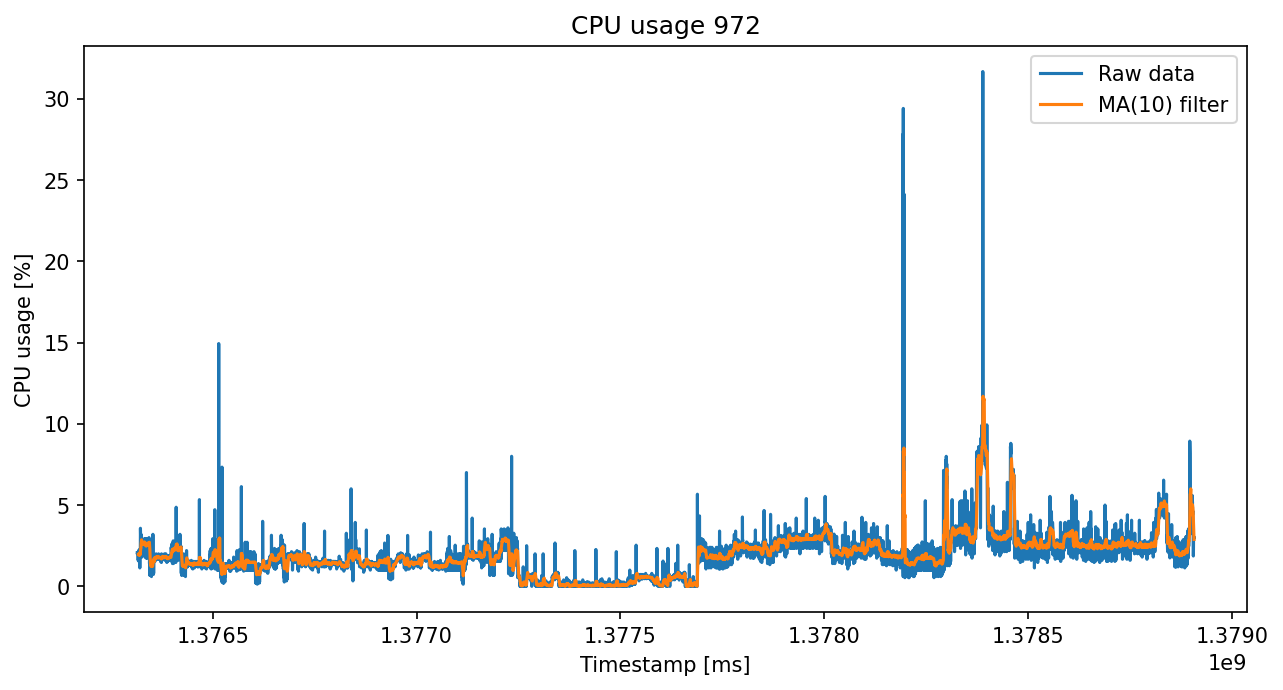 CPU usage 972
Raw data
MA(10) filter
CPU usage [%]
30
25
20
15
10
5
0
1.3765 1.3770 1.3775 1.3780 1.3785 1.3790
1e9
Timestamp [ms]